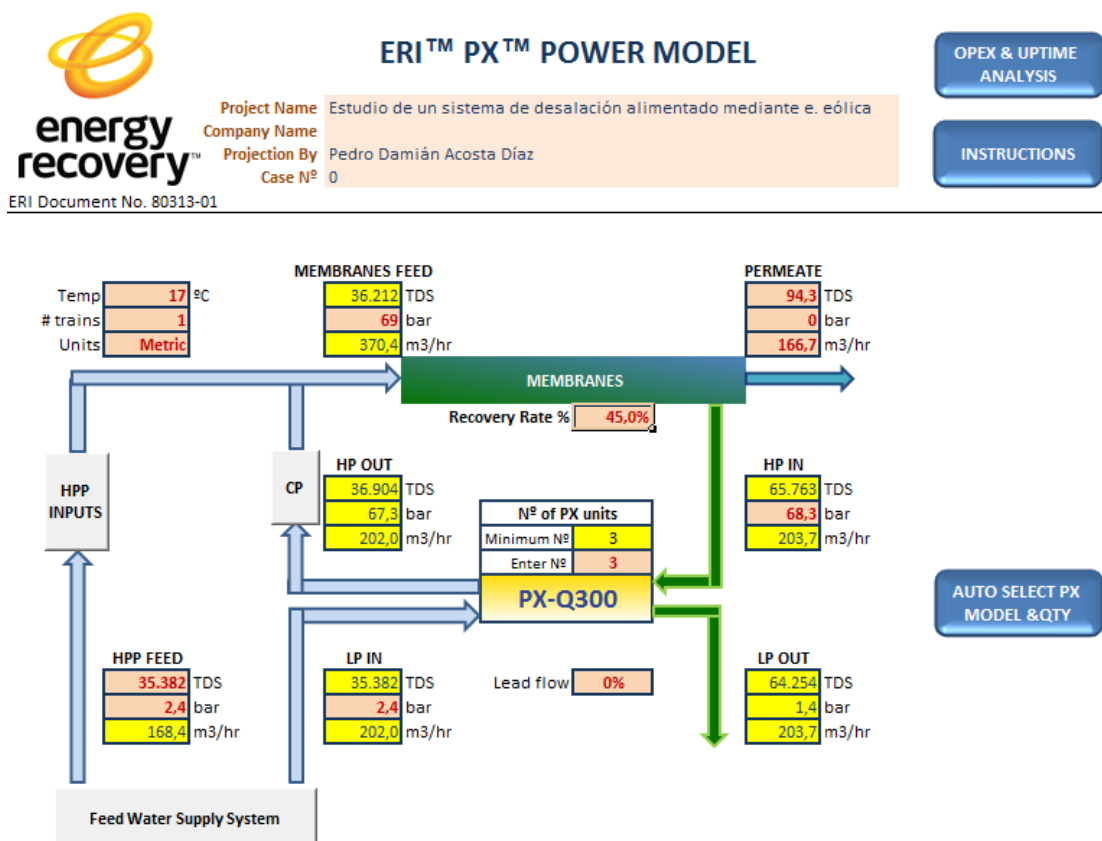 ERI™ PX™ POWER MODEL
OPEX & UPTIME
ANALYSIS
energy
recovery™
Project Name Estudio de un sistema de desalación alimentado mediante e. eólica
Company Name
Projection By Pedro Damián Acosta Díaz
Case Nº 0
INSTRUCTIONS
ERI Document No. 80313-01
MEMBRANES FEED
PERMEATE
Temp 17 ºC
36.212 TDS
94,3 TDS
# trains 1
69 bar
0 bar
Units Metric
370,4 m3/hr
166,7 m3/hr
MEMBRANES
Recovery Rate % 45,0%
HPP
INPUTS
CP
HP OUT
36.904 TDS
67,3 bar
202,0 m3/hr
Nº of PX units
Minimum Nº 3
Enter Nº 3
PX-Q300
HP IN
65.763 TDS
68,3 bar
203,7 m3/hr
AUTO SELECT PX
MODEL &QTY
HPP FEED
35.382 TDS
2,4 bar
168,4 m3/hr
LP IN
35.382 TDS
2,4 bar
202,0 m3/hr
Lead flow 0%
LP OUT
64.254 TDS
1,4 bar
203,7 m3/hr
Feed Water Supply System